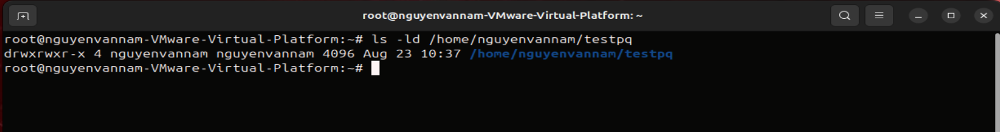 root@nguyenvannam-VMware-Virtual-Platform: ~
root@nguyenvannam-VMware-Virtual-Platform:~# ls -ld /home/nguyenvannam/testpq
drwxrwxr-x 4 nguyenvannam nguyenvannam 4096 Aug 23 10:37 /home/nguyenvannam/testpq
root@nguyenvannam-VMware-Virtual-Platform:~#